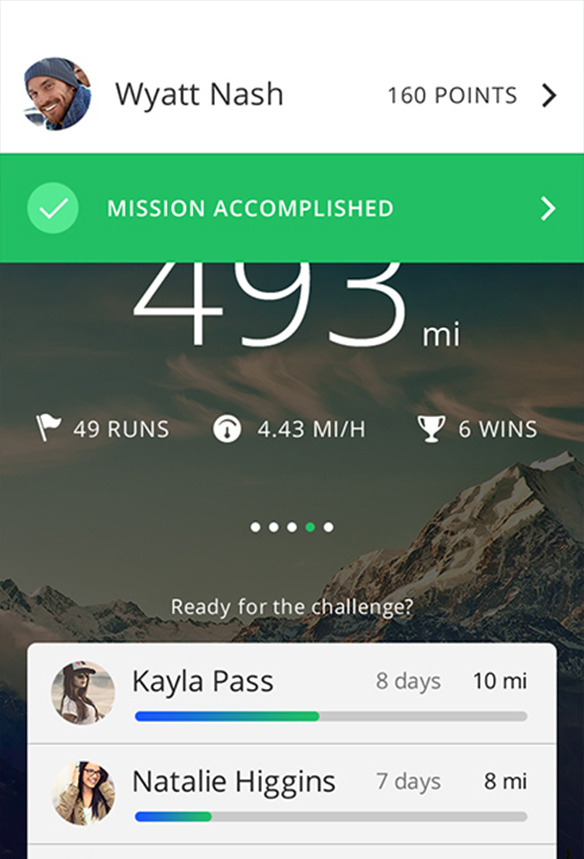 Wyatt Nash 160 POINTS
MISSION ACCOMPLISHED
493 mi
49 RUNS 4.43 MI/H 6 WINS
Ready for the challenge?
Kayla Pass 8 days 10 mi
Natalie Higgins 7 days 8 mi